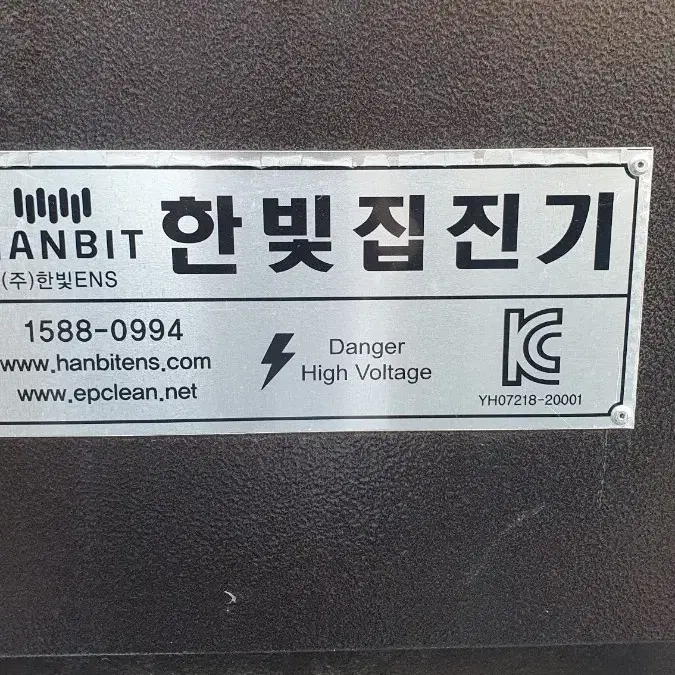 HANBIT
(주)한빛ENS
한빛집진기
1588-0994
www.hanbitens.com
www.epclean.net
Danger
High Voltage
YH07218-20001